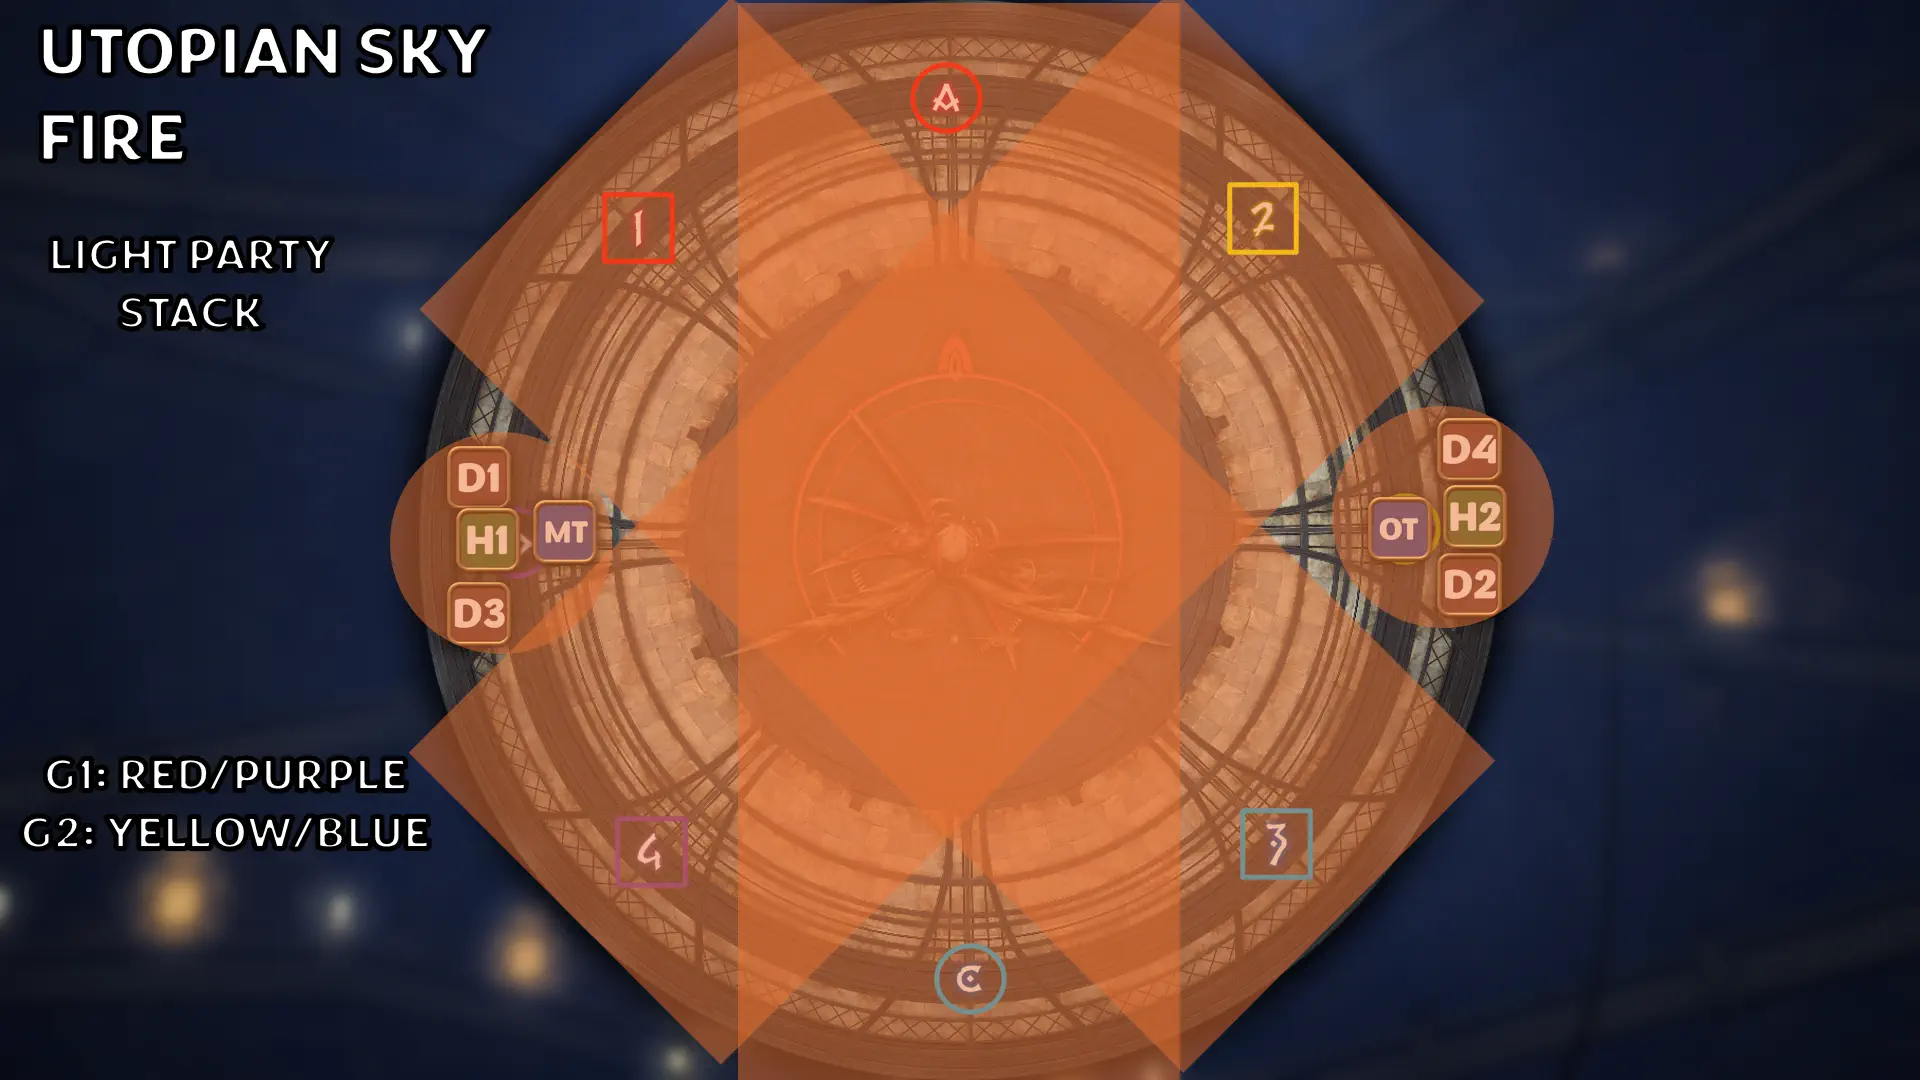 UTOPIAN SKY
FIRE
LIGHT PARTY
STACK
A
1
2
D1
H1
MT
D3
D4
OT
H2
D2
G1: RED/PURPLE
G2: YELLOW/BLUE
4
3
C